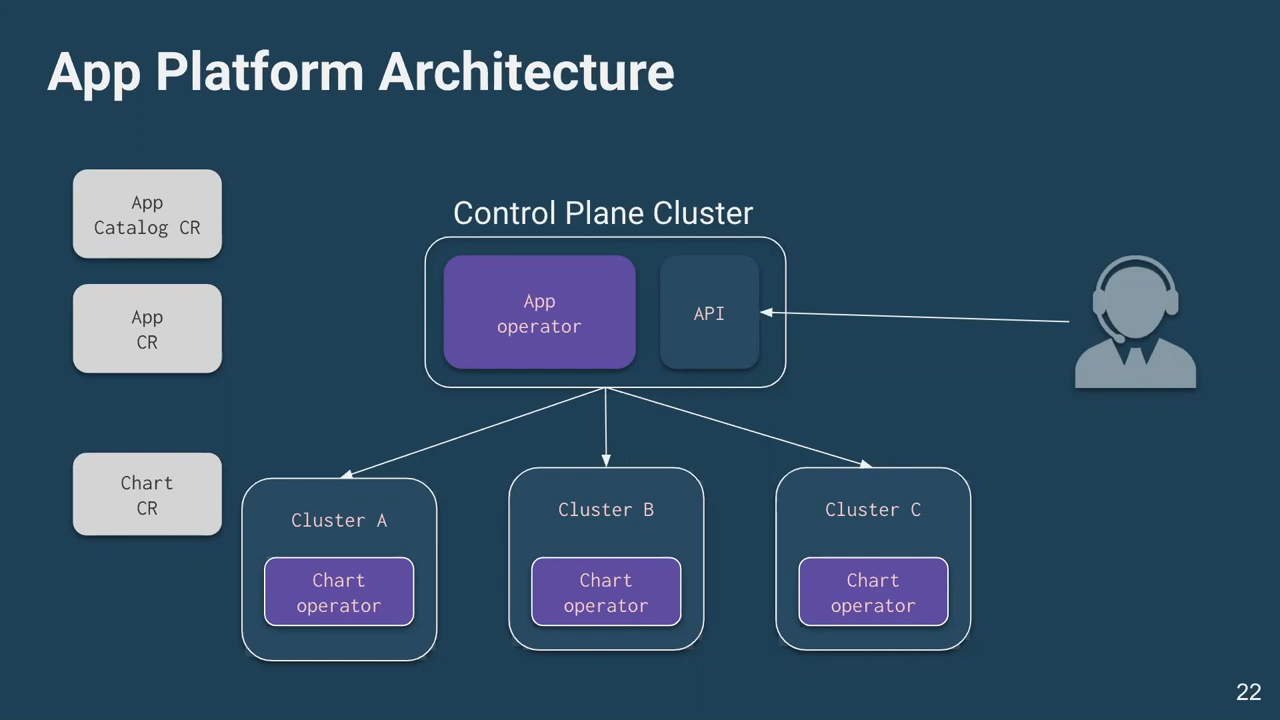 App Platform Architecture
App
Catalog CR
App
CR
Chart
CR
Control Plane Cluster
App
operator
API
Cluster A
Chart
operator
Cluster B
Chart
operator
Cluster C
Chart
operator
22